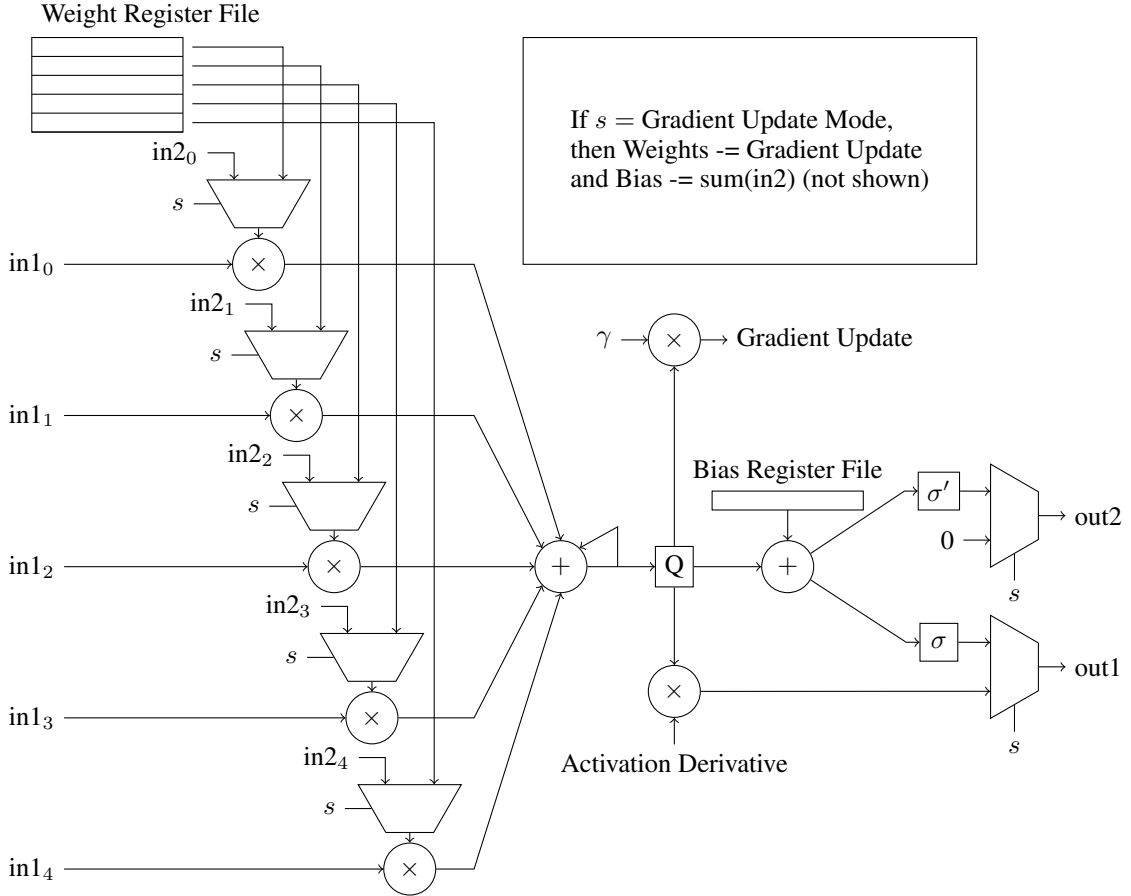 Weight Register File
If s = Gradient Update Mode,
then Weights -= Gradient Update
and Bias -= sum(in2) (not shown)
in2₀
s
in1₀
×
in2₁
s
γ
×
Gradient Update
in1₁
×
in2₂
s
Bias Register File
σ′
out2
0
in1₂
×
+
Q
+
s
in2₃
s
σ
out1
×
in1₃
×
s
in2₄
Activation Derivative
s
in1₄
×